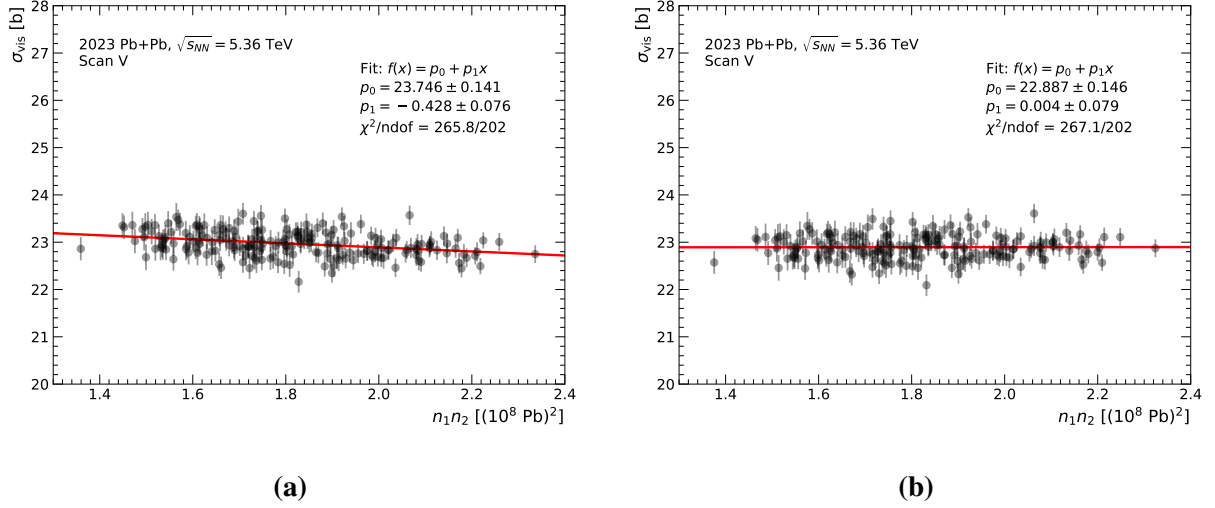 σvis [b]
28
27
26
25
24
23
22
21
20
2023 Pb+Pb, √sNN = 5.36 TeV
Scan V
Fit: f(x) = p0 + p1x
p0 = 23.746 ± 0.141
p1 = −0.428 ± 0.076
χ²/ndof = 265.8/202
1.4 1.6 1.8 2.0 2.2 2.4
n1n2 [(10⁸ Pb)²]
(a)
σvis [b]
28
27
26
25
24
23
22
21
20
2023 Pb+Pb, √sNN = 5.36 TeV
Scan V
Fit: f(x) = p0 + p1x
p0 = 22.887 ± 0.146
p1 = 0.004 ± 0.079
χ²/ndof = 267.1/202
1.4 1.6 1.8 2.0 2.2 2.4
n1n2 [(10⁸ Pb)²]
(b)